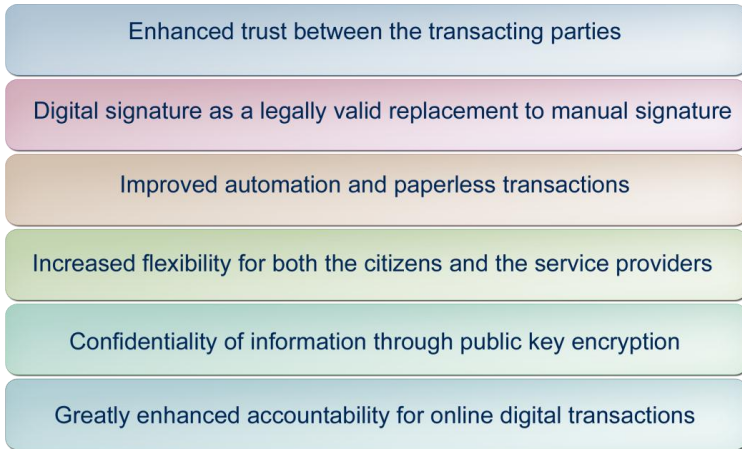 Enhanced trust between the transacting parties
Digital signature as a legally valid replacement to manual signature
Improved automation and paperless transactions
Increased flexibility for both the citizens and the service providers
Confidentiality of information through public key encryption
Greatly enhanced accountability for online digital transactions